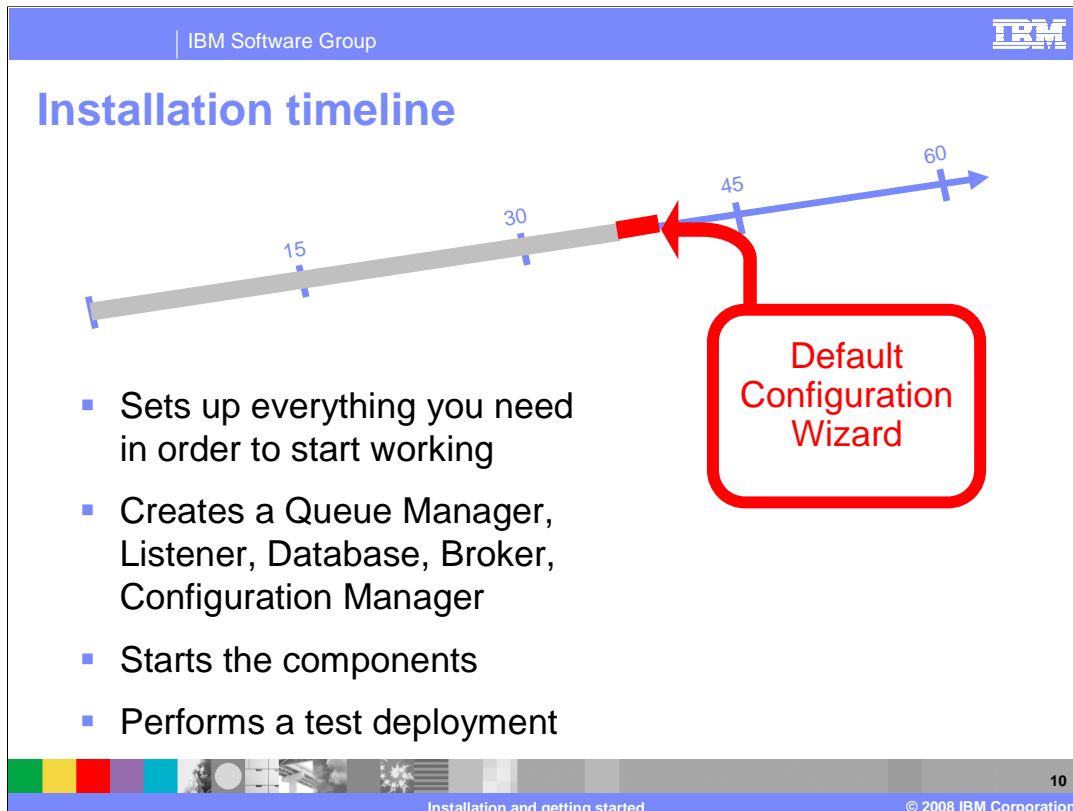 IBM Software Group
IBM
Installation timeline
15
30
45
60
Default
Configuration
Wizard
▪ Sets up everything you need
in order to start working
▪ Creates a Queue Manager,
Listener, Database, Broker,
Configuration Manager
▪ Starts the components
▪ Performs a test deployment
10
Installation and getting started
© 2008 IBM Corporation